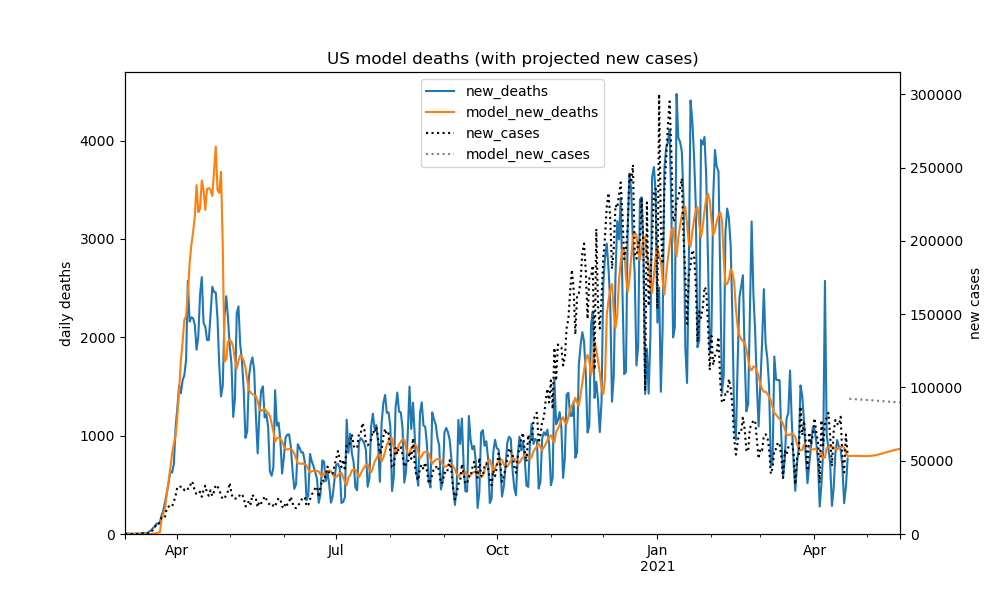 US model deaths (with projected new cases)
new_deaths
model_new_deaths
new_cases
model_new_cases
daily deaths
4000
3000
2000
1000
0
300000
250000
200000
150000
100000
50000
0
new cases
Apr
Jul
Oct
Jan
2021
Apr